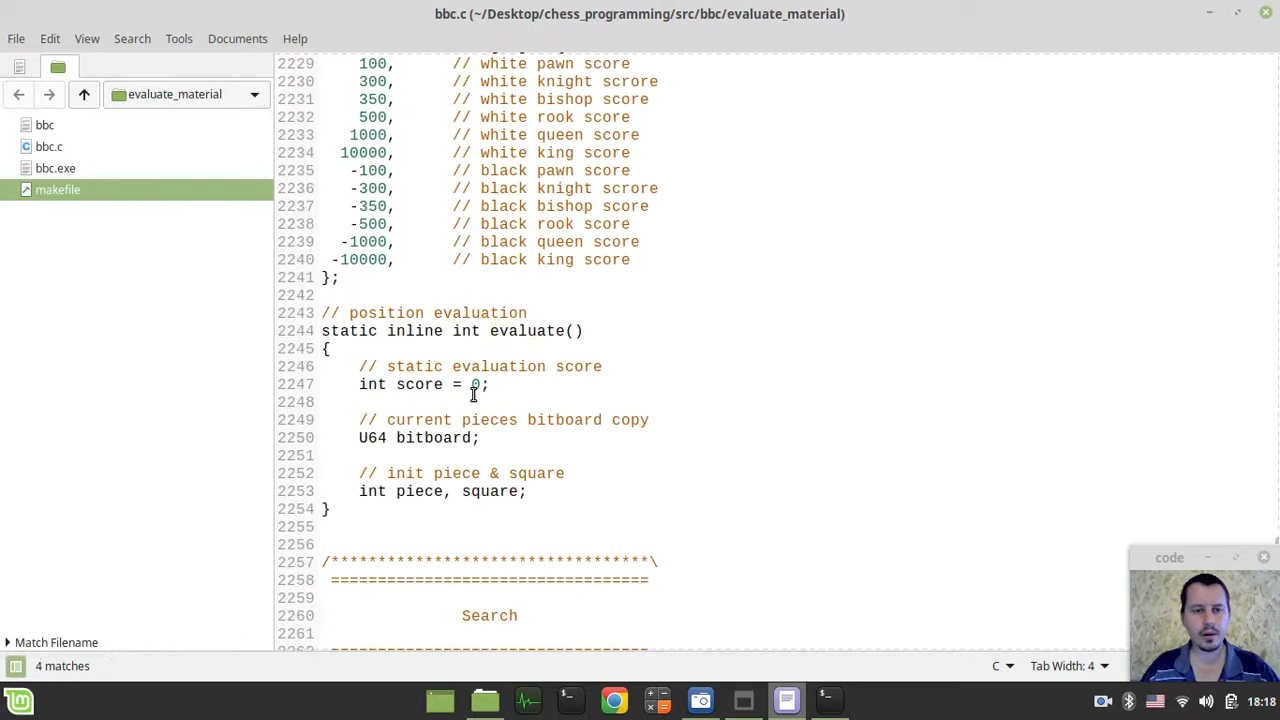 bbc.c (~/Desktop/chess_programming/src/bbc/evaluate_material)
File Edit View Search Tools Documents Help
evaluate_material
bbc
bbc.c
bbc.exe
makefile
Match Filename
4 matches
2229 100, // white pawn score
2230 300, // white knight scrore
2231 350, // white bishop score
2232 500, // white rook score
2233 1000, // white queen score
2234 10000, // white king score
2235 -100, // black pawn score
2236 -300, // black knight scrore
2237 -350, // black bishop score
2238 -500, // black rook score
2239 -1000, // black queen score
2240 -10000, // black king score
2241 };
2242
2243 // position evaluation
2244 static inline int evaluate()
2245 {
2246 // static evaluation score
2247 int score = 0;
2248
2249 // current pieces bitboard copy
2250 U64 bitboard;
2251
2252 // init piece & square
2253 int piece, square;
2254 }
2255
2256
2257 /**********************************\
2258 ==================================
2259
2260 Search
2261
==================================
code
C Tab Width: 4
18:18